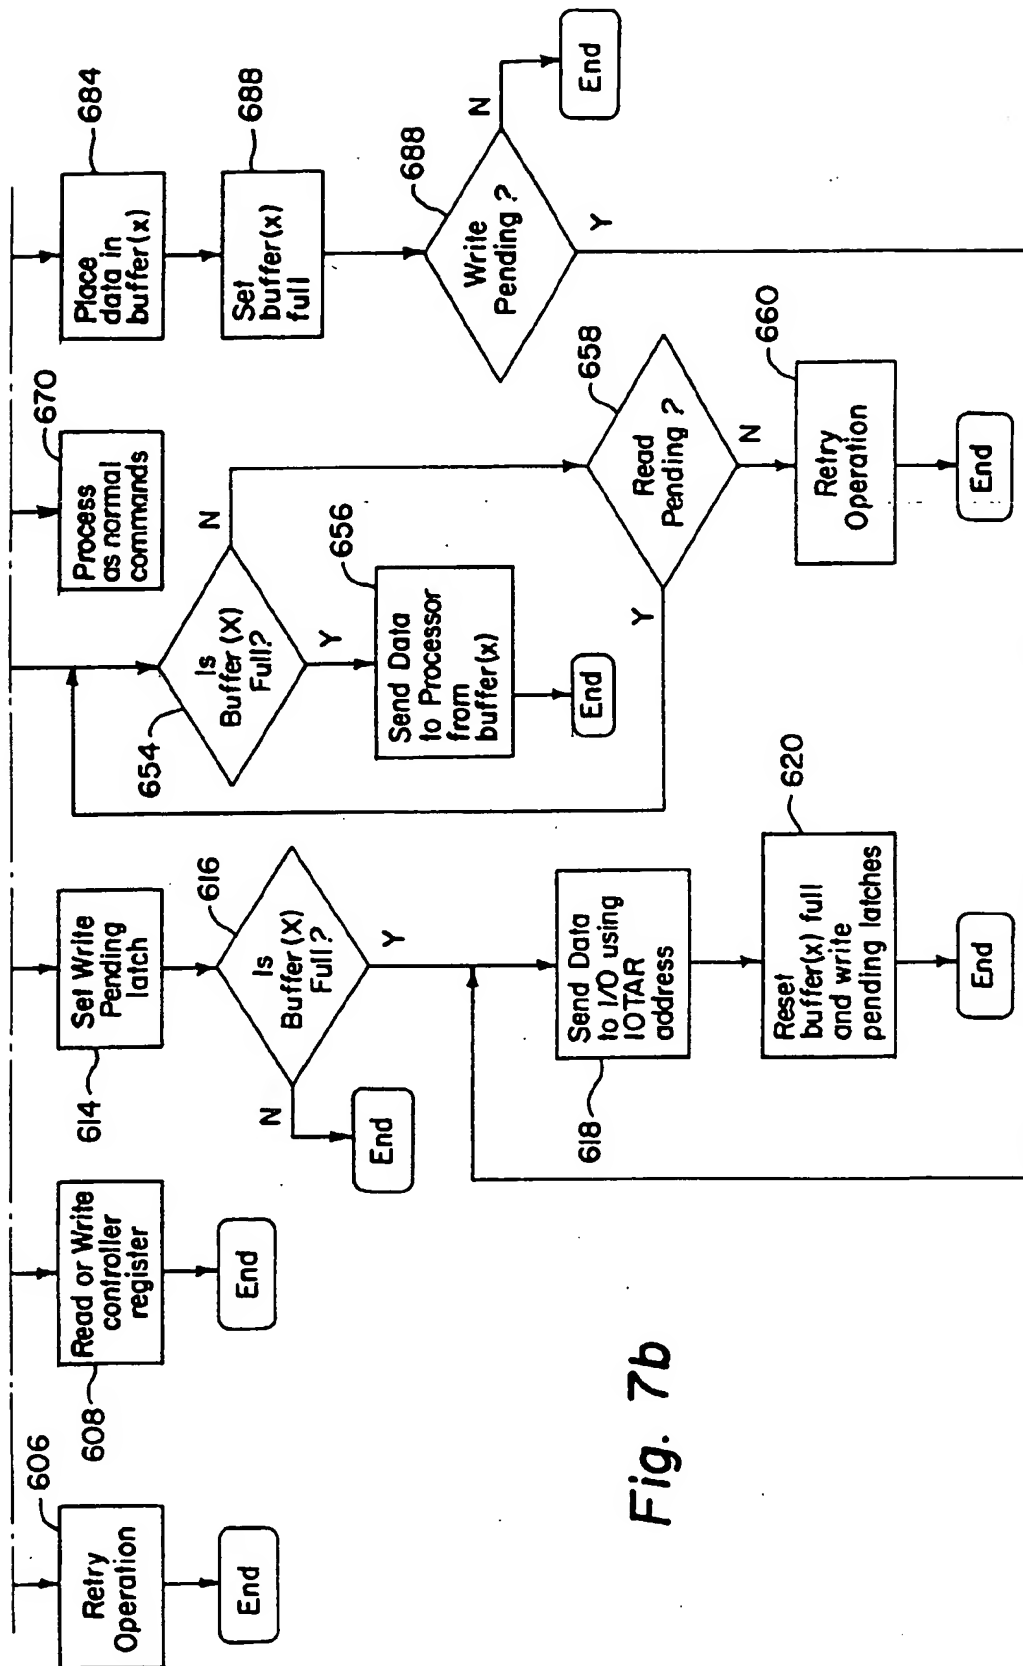 606
Retry
Operation
End
Read or Write
controller
register
608
End
Set Write
Pending
latch
614
Is
Buffer (X)
Full?
616
N
End
Y
Send Data
to I/O using
IOTAR
address
618
Reset
buffer(x) full
and write
pending latches
620
End
Is
Buffer (X)
Full?
654
N
Y
Send Data
to Processor
from
buffer(x)
656
End
Process
as normal
commands
670
Read
Pending ?
658
Y
N
Retry
Operation
660
End
Place
data in
buffer(x)
684
Set
buffer(x)
full
688
Write
Pending ?
688
N
End
Y
Fig. 7b